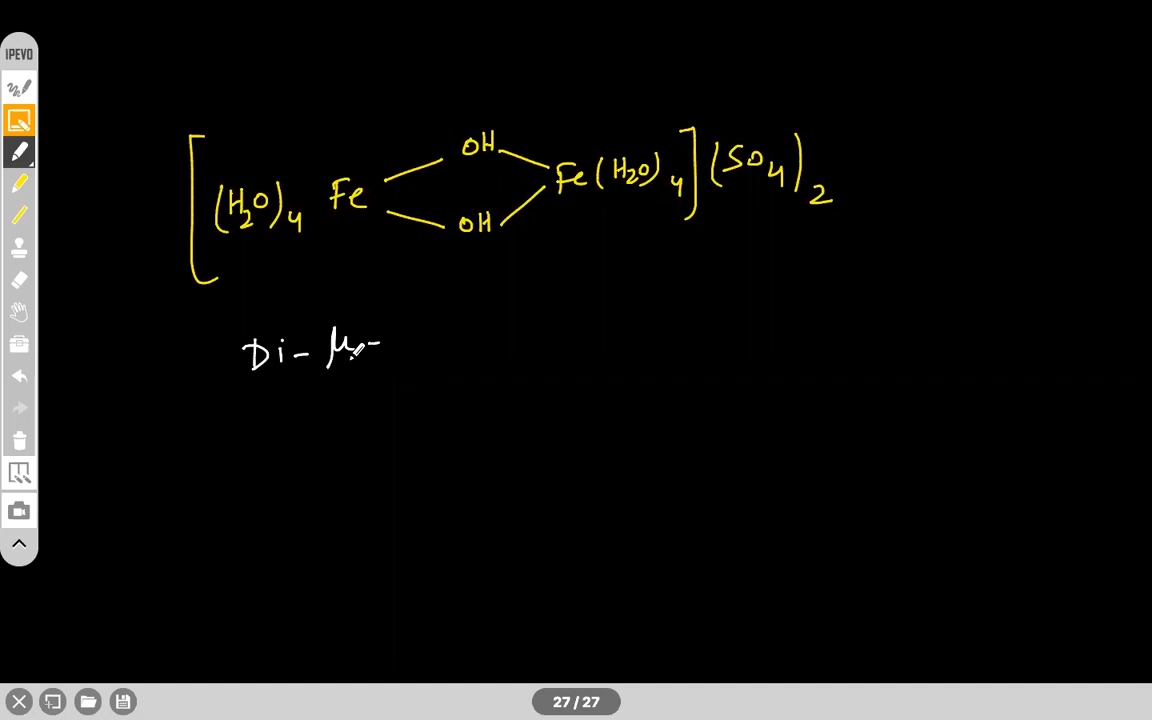 IPEVO
[(H2O)4 Fe OH OH Fe(H2O)4](SO4)2
Di-μ-
27/27